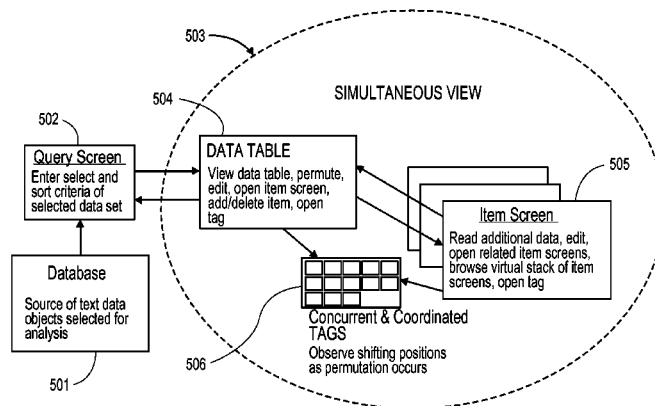 503
SIMULTANEOUS VIEW
504
502
Query Screen
Enter select and
sort criteria of
selected data set
DATA TABLE
View data table, permute,
edit, open item screen,
add/delete item, open
tag
505
Item Screen
Read additional data, edit,
open related item screens,
browse virtual stack of item
screens, open tag
Database
Source of text data
objects selected for
analysis
501
506
Concurrent & Coordinated
TAGS
Observe shifting positions
as permutation occurs